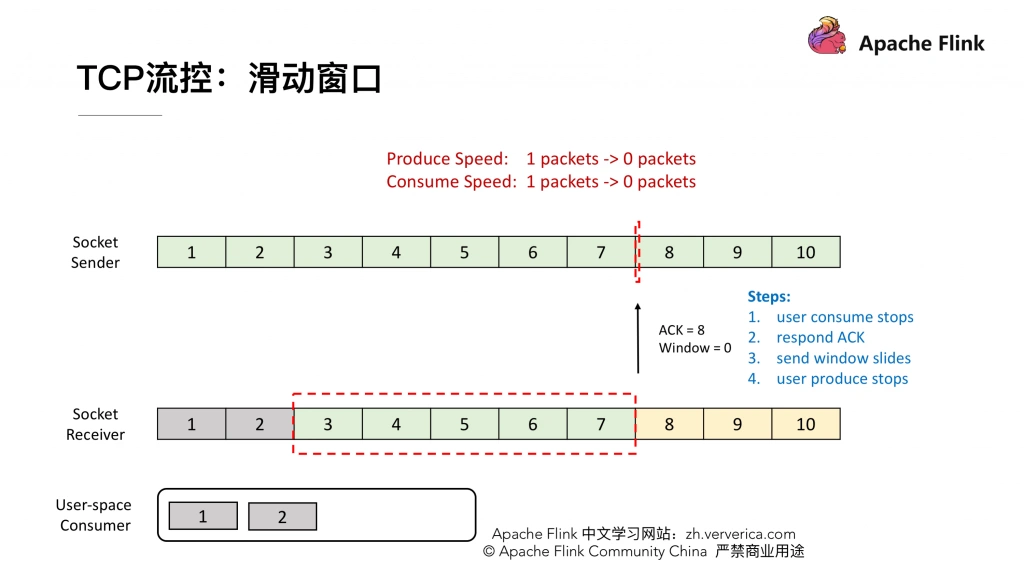 Apache Flink
TCP流控：滑动窗口
Produce Speed: 1 packets -> 0 packets
Consume Speed: 1 packets -> 0 packets
Socket
Sender
1 2 3 4 5 6 7 8 9 10
Steps:
1. user consume stops
2. respond ACK
3. send window slides
4. user produce stops
ACK = 8
Window = 0
Socket
Receiver
1 2 3 4 5 6 7 8 9 10
User-space
Consumer
1 2
Apache Flink 中文学习网站：zh.ververica.com
© Apache Flink Community China 严禁商业用途